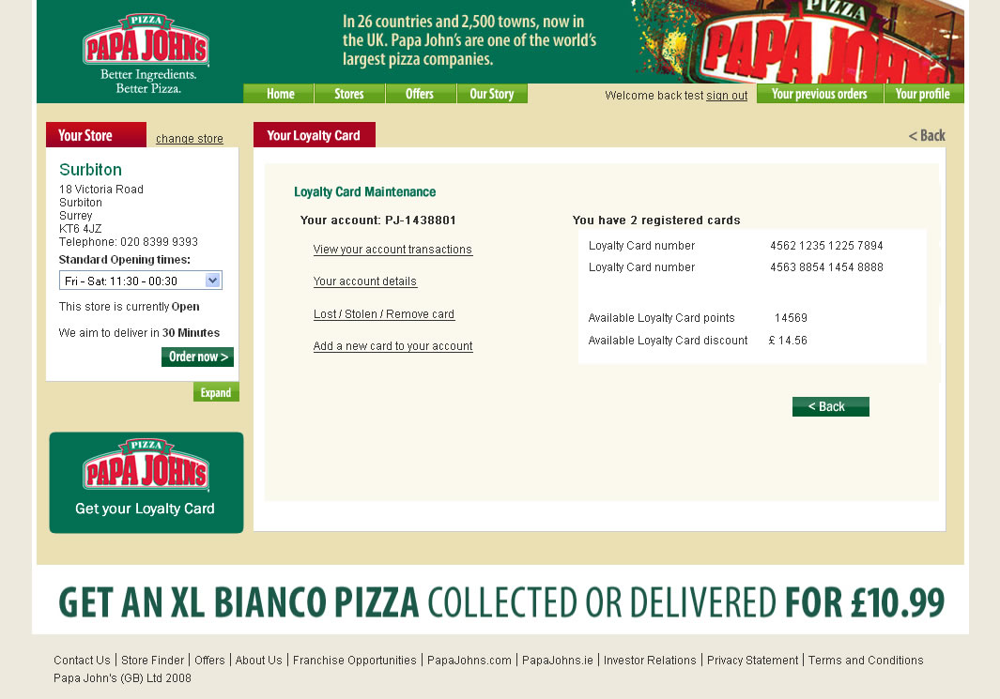 PIZZA
PAPA JOHNS
Better Ingredients.
Better Pizza.
In 26 countries and 2,500 towns, now in
the UK. Papa John's are one of the world's
largest pizza companies.
PIZZA
PAPA JOHNS
Home
Stores
Offers
Our Story
Welcome back test sign out
Your previous orders
Your profile
Your Store
change store
Surbiton
18 Victoria Road
Surbiton
Surrey
KT6 4JZ
Telephone: 020 8399 9393
Standard Opening times:
Fri - Sat: 11:30 - 00:30
This store is currently Open
We aim to deliver in 30 Minutes
Order now >
Expand
PIZZA
PAPA JOHNS
Get your Loyalty Card
Your Loyalty Card
< Back
Loyalty Card Maintenance
Your account: PJ-1438801
View your account transactions
Your account details
Lost / Stolen / Remove card
Add a new card to your account
You have 2 registered cards
Loyalty Card number 4562 1235 1225 7894
Loyalty Card number 4563 8854 1454 8888
Available Loyalty Card points 14569
Available Loyalty Card discount £ 14.56
< Back
GET AN XL BIANCO PIZZA COLLECTED OR DELIVERED FOR £10.99
Contact Us | Store Finder | Offers | About Us | Franchise Opportunities | PapaJohns.com | PapaJohns.ie | Investor Relations | Privacy Statement | Terms and Conditions
Papa John's (GB) Ltd 2008